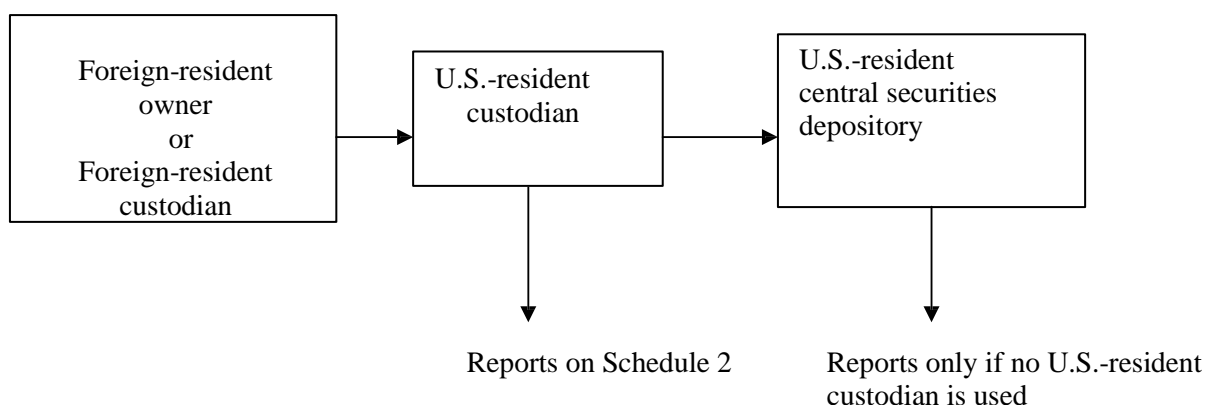 Foreign-resident
owner
or
Foreign-resident
custodian
U.S.-resident
custodian
U.S.-resident
central securities
depository
Reports on Schedule 2
Reports only if no U.S.-resident
custodian is used